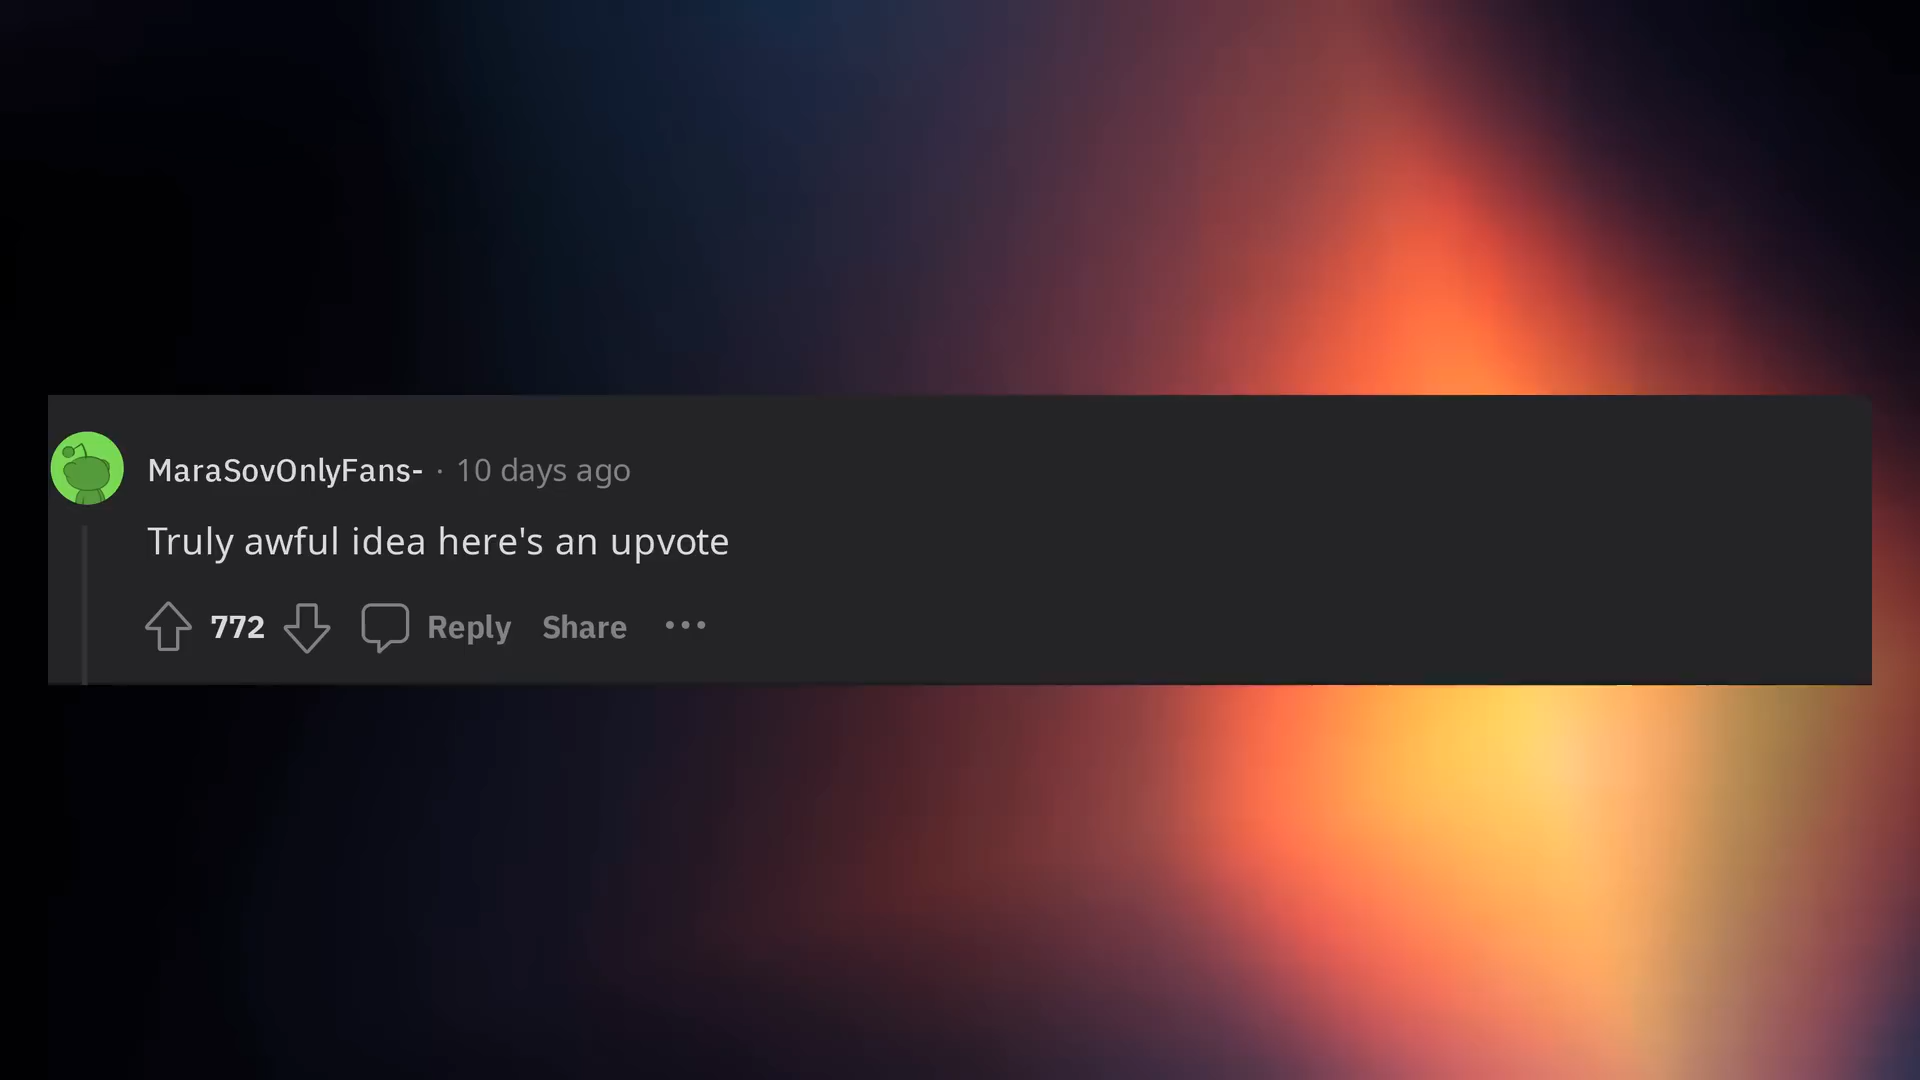 MaraSovOnlyFans- · 10 days ago
Truly awful idea here's an upvote
772 Reply Share ···